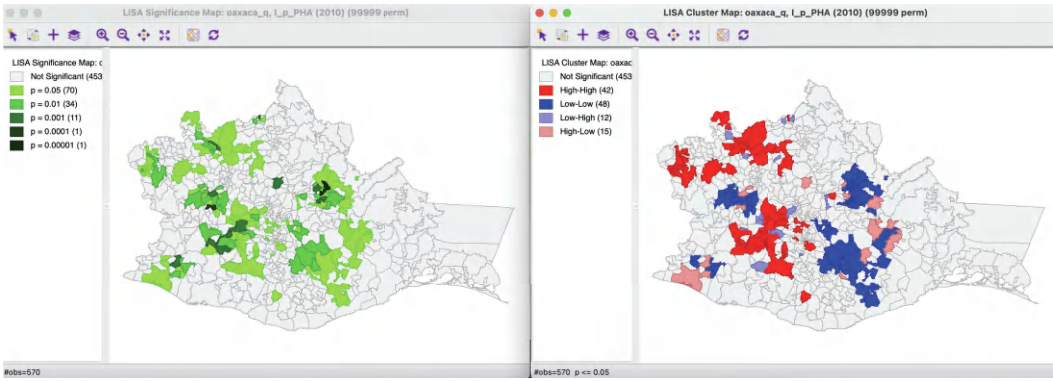 LISA Significance Map: oaxaca_q, I_p_PHA (2010) (99999 perm)
LISA Significance Map: c
Not Significant (453
p = 0.05 (70)
p = 0.01 (34)
p = 0.001 (11)
p = 0.0001 (1)
p = 0.00001 (1)
#obs=570
LISA Cluster Map: oaxaca_q, I_p_PHA (2010) (99999 perm)
LISA Cluster Map: oaxac
Not Significant (453
High-High (42)
Low-Low (48)
Low-High (12)
High-Low (15)
#obs=570 p <= 0.05